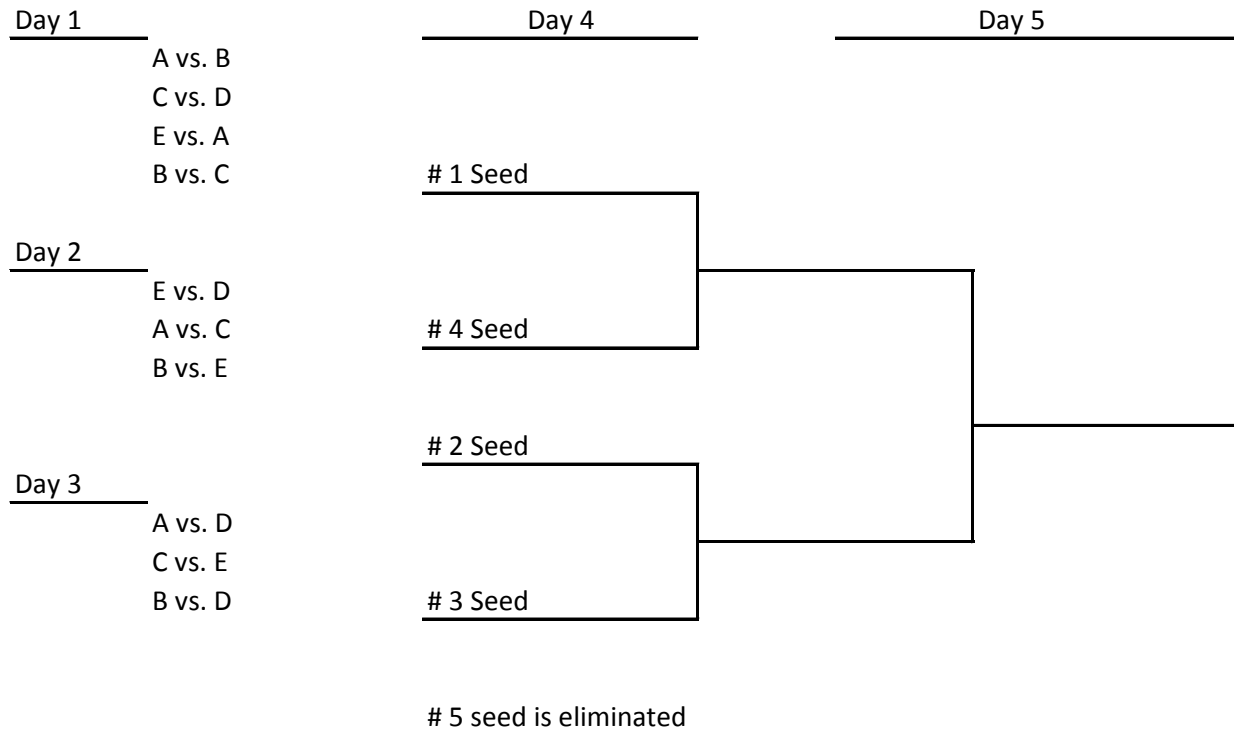 Day 1
A vs. B
C vs. D
E vs. A
B vs. C
Day 2
E vs. D
A vs. C
B vs. E
Day 3
A vs. D
C vs. E
B vs. D
Day 4
# 1 Seed
# 4 Seed
# 2 Seed
# 3 Seed
# 5 seed is eliminated
Day 5